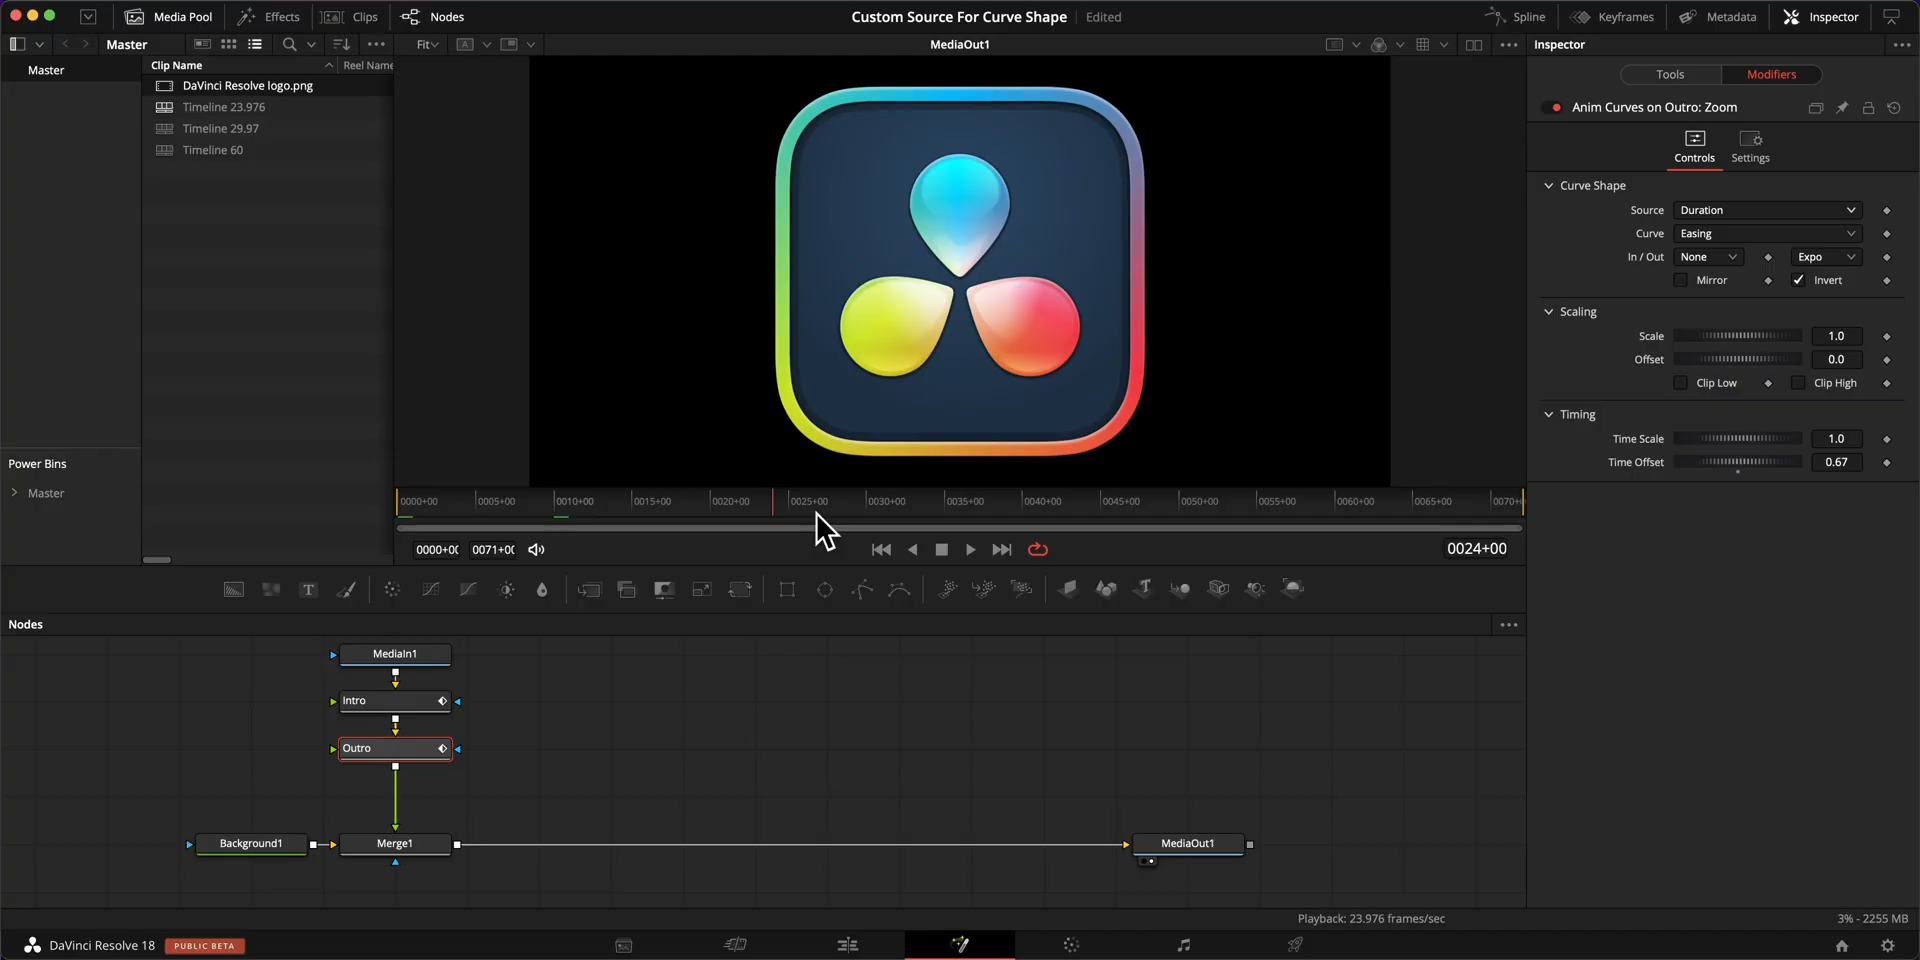 Media Pool
Effects
Clips
Nodes
Custom Source For Curve Shape
Edited
Spline
Keyframes
Metadata
Inspector
Master
Fit
A
MediaOut1
Inspector
Master
Clip Name
Reel Name
DaVinci Resolve logo.png
Timeline 23.976
Timeline 29.97
Timeline 60
Tools
Modifiers
Anim Curves on Outro: Zoom
Controls
Settings
Curve Shape
Source
Duration
Curve
Easing
In / Out
None
Expo
Mirror
Invert
Scaling
Scale
1.0
Offset
0.0
Clip Low
Clip High
Timing
Time Scale
1.0
Time Offset
0.67
Power Bins
Master
0000+00
0005+00
0010+00
0015+00
0020+00
0025+00
0030+00
0035+00
0040+00
0045+00
0050+00
0055+00
0060+00
0065+00
0070+
0000+0
0071+0
0024+00
T
Nodes
MediaIn1
Intro
Outro
Background1
Merge1
MediaOut1
Playback: 23.976 frames/sec
3% - 2255 MB
DaVinci Resolve 18
PUBLIC BETA